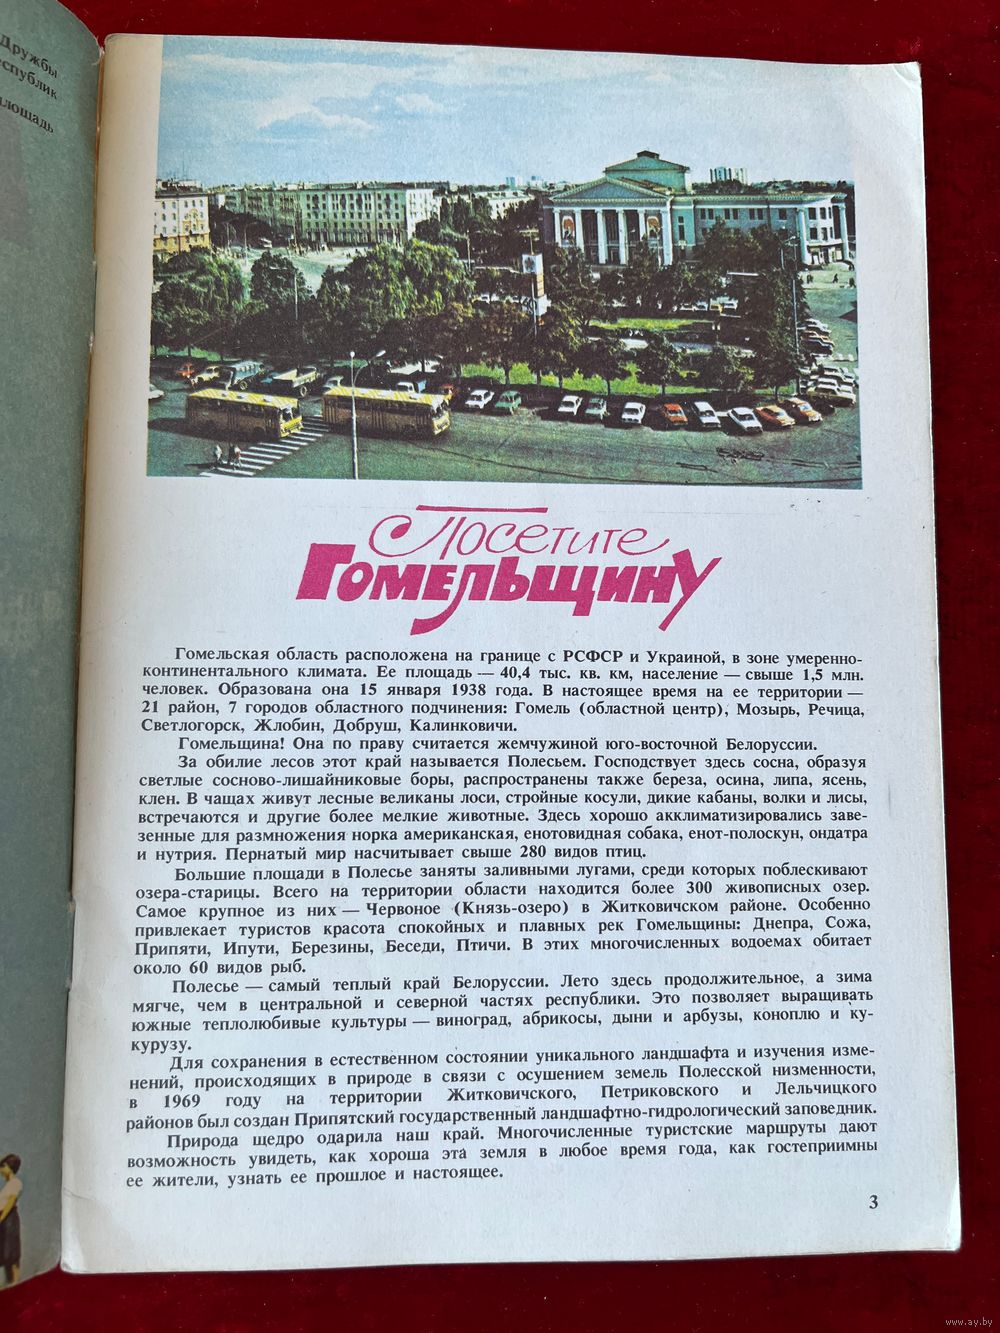 Дружбы
площадь
Посетите
Гомельщину
Гомельская область расположена на границе с РСФСР и Украиной, в зоне умеренно-
континентального климата. Ее площадь — 40,4 тыс. кв. км, население — свыше 1,5 млн.
человек. Образована она 15 января 1938 года. В настоящее время на ее территории —
21 район, 7 городов областного подчинения: Гомель (областной центр), Мозырь, Речица,
Светлогорск, Жлобин, Добруш, Калинковичи.
Гомельщина! Она по праву считается жемчужиной юго-восточной Белоруссии.
За обилие лесов этот край называется Полесьем. Господствует здесь сосна, образуя
светлые сосново-лишайниковые боры, распространены также береза, осина, липа, ясень,
клен. В чащах живут лесные великаны лоси, стройные косули, дикие кабаны, волки и лисы,
встречаются и другие более мелкие животные. Здесь хорошо акклиматизировались заве-
зенные для размножения норка американская, енотовидная собака, енот-полоскун, ондатра
и нутрия. Пернатый мир насчитывает свыше 280 видов птиц.
Большие площади в Полесье заняты заливными лугами, среди которых поблескивают
озера-старицы. Всего на территории области находится более 300 живописных озер.
Самое крупное из них — Червоное (Князь-озеро) в Житковичском районе. Особенно
привлекает туристов красота спокойных и плавных рек Гомельщины: Днепра, Сожа,
Припяти, Ипути, Березины, Беседи, Птичи. В этих многочисленных водоемах обитает
около 60 видов рыб.
Полесье — самый теплый край Белоруссии. Лето здесь продолжительное, а зима
мягче, чем в центральной и северной частях республики. Это позволяет выращивать
южные теплолюбивые культуры — виноград, абрикосы, дыни и арбузы, коноплю и ку-
курузу.
Для сохранения в естественном состоянии уникального ландшафта и изучения изме-
нений, происходящих в природе в связи с осушением земель Полесской низменности,
в 1969 году на территории Житковичского, Петриковского и Лельчицкого
районов был создан Припятский государственный ландшафтно-гидрологический заповедник.
Природа щедро одарила наш край. Многочисленные туристские маршруты дают
возможность увидеть, как хороша эта земля в любое время года, как гостеприимны
ее жители, узнать ее прошлое и настоящее.
3
www.ay.by